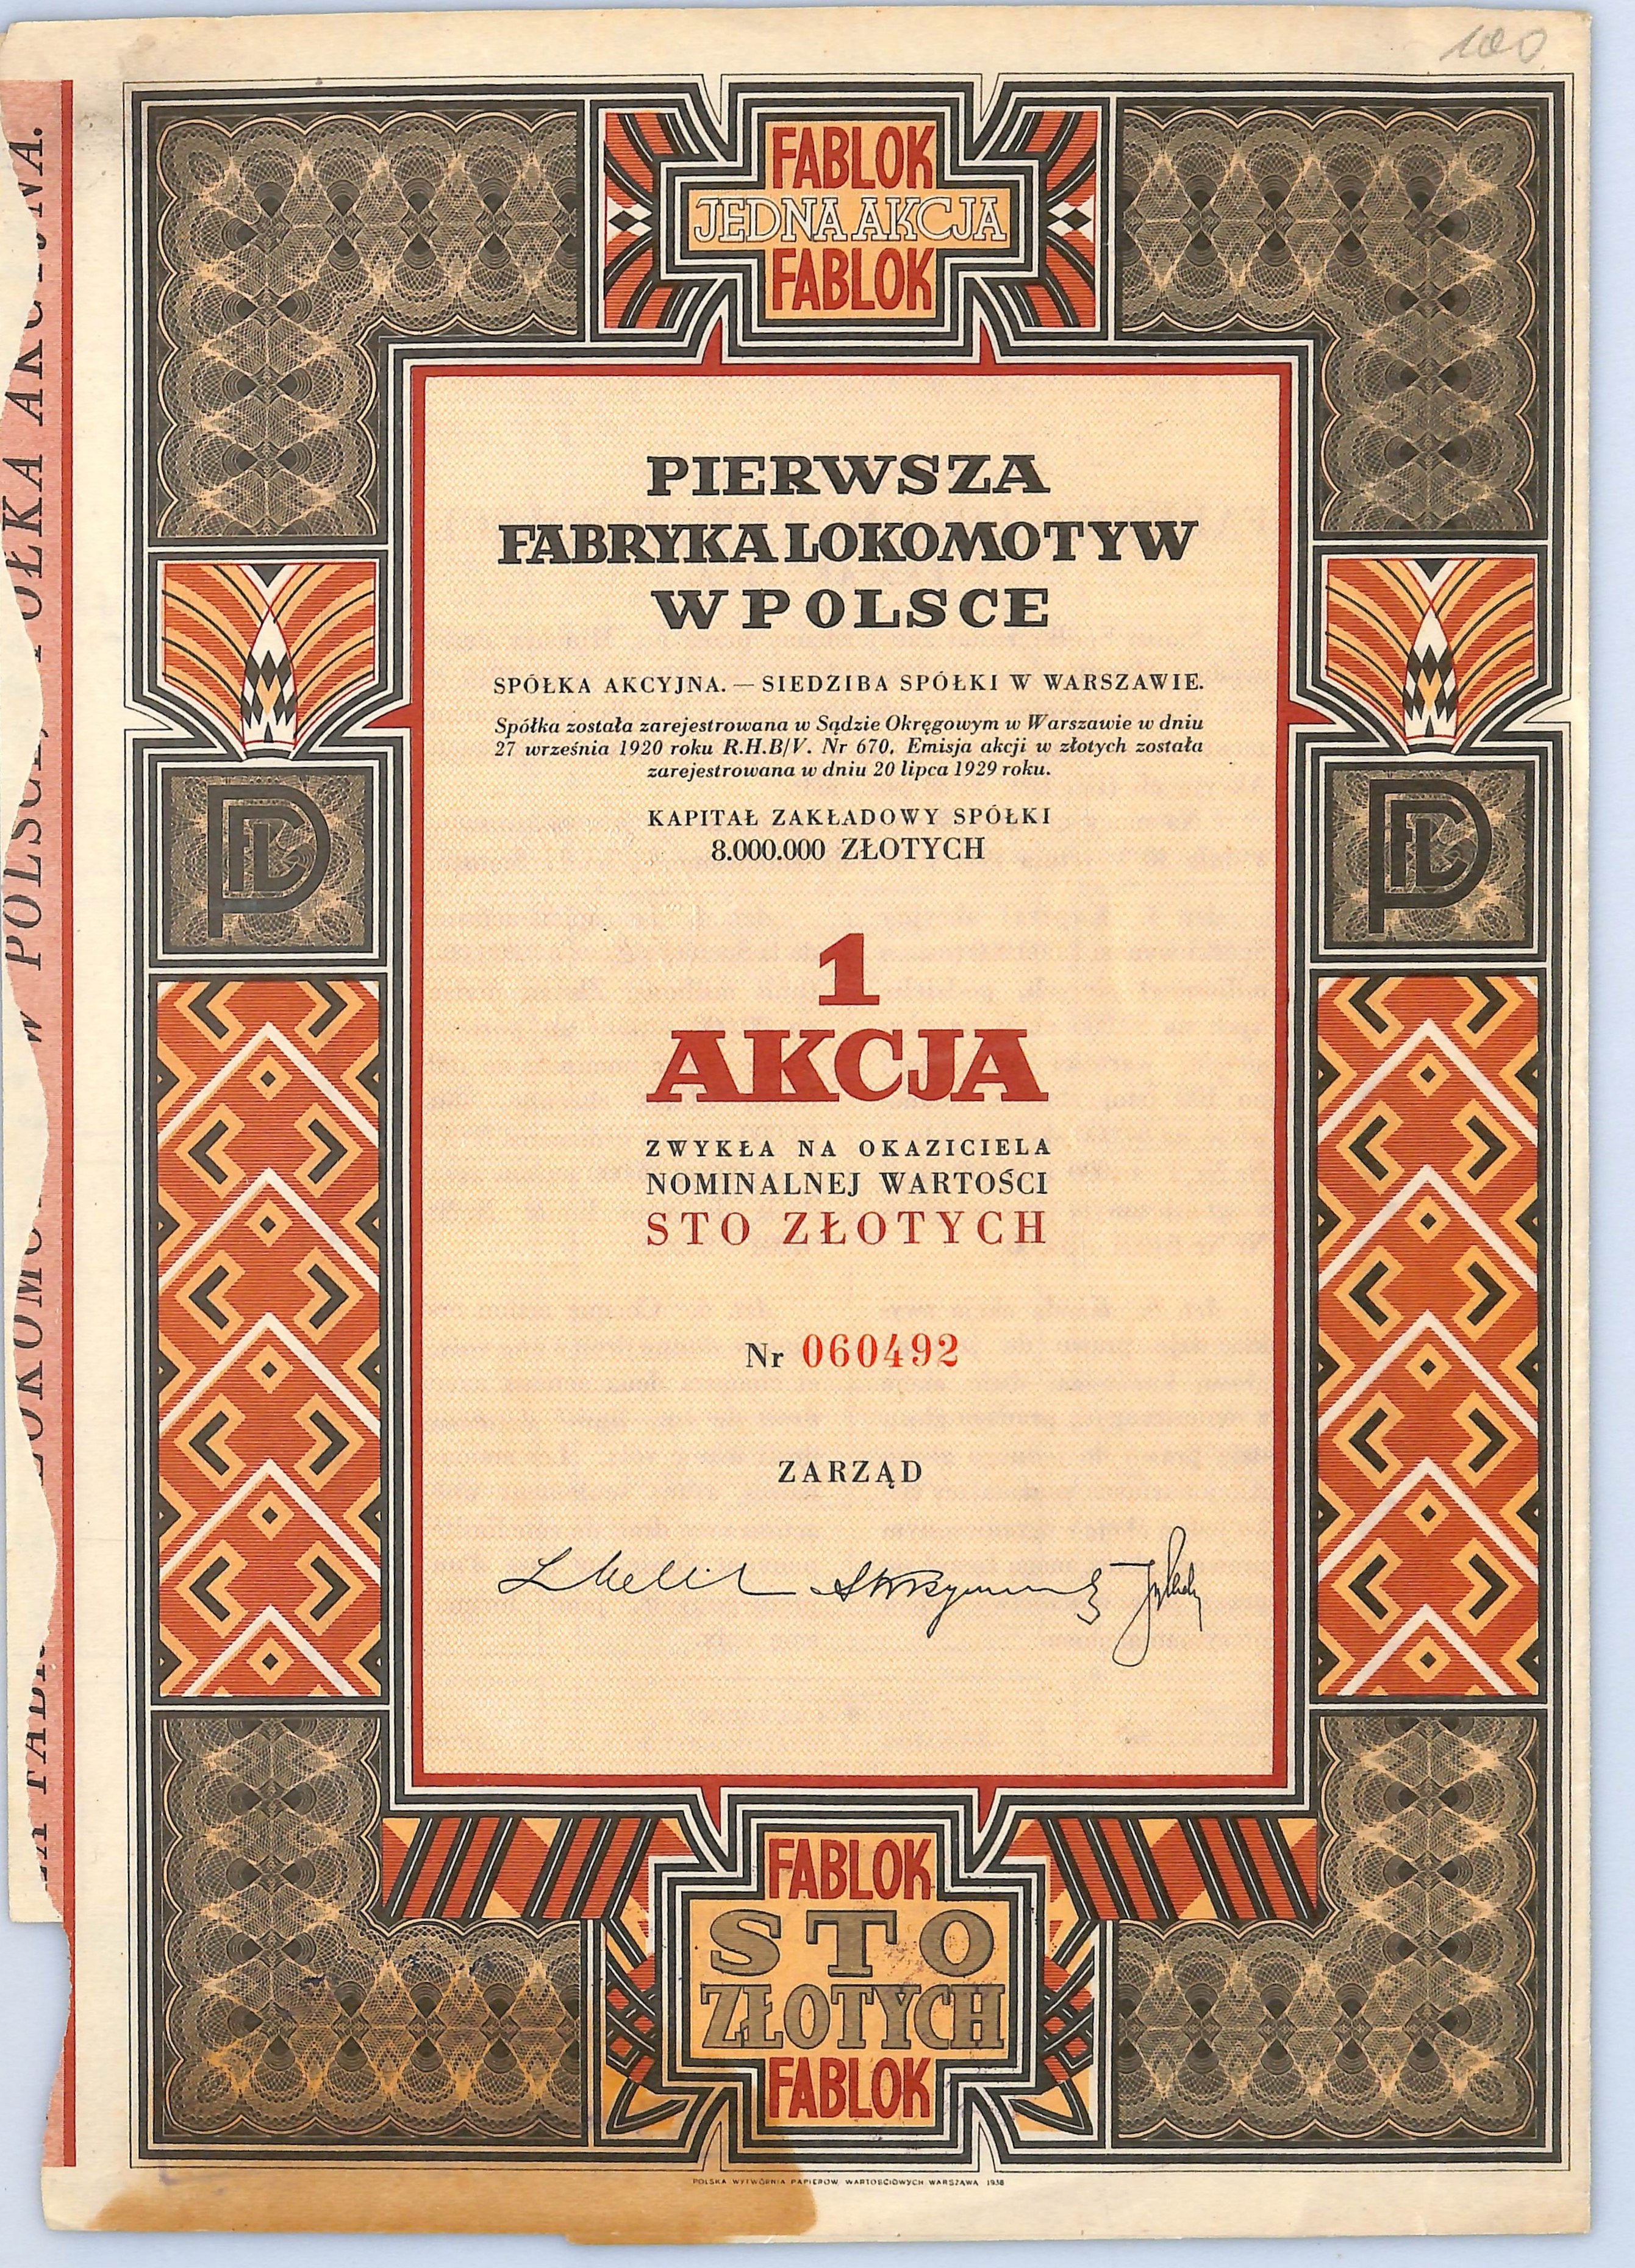 100
FABLOK
JEDNA AKCJA
FABLOK
PIERWSZA
FABRYKA LOKOMOTYW
W POLSCE
SPÓŁKA AKCYJNA. — SIEDZIBA SPÓŁKI W WARSZAWIE.
Spółka została zarejestrowana w Sądzie Okręgowym w Warszawie w dniu
27 września 1920 roku R.H.B/V. Nr 670. Emisja akcji w złotych została
zarejestrowana w dniu 20 lipca 1929 roku.
KAPITAŁ ZAKŁADOWY SPÓŁKI
8.000.000 ZŁOTYCH
1
AKCJA
ZWYKŁA NA OKAZICIELA
NOMINALNEJ WARTOŚCI
STO ZŁOTYCH
Nr 060492
ZARZĄD
FABLOK
STO
ZŁOTYCH
FABLOK
POLSKA WYTWÓRNIA PAPIERÓW WARTOŚCIOWYCH WARSZAWA 1938
W POLSCE, SPÓŁKA AKCYJNA.